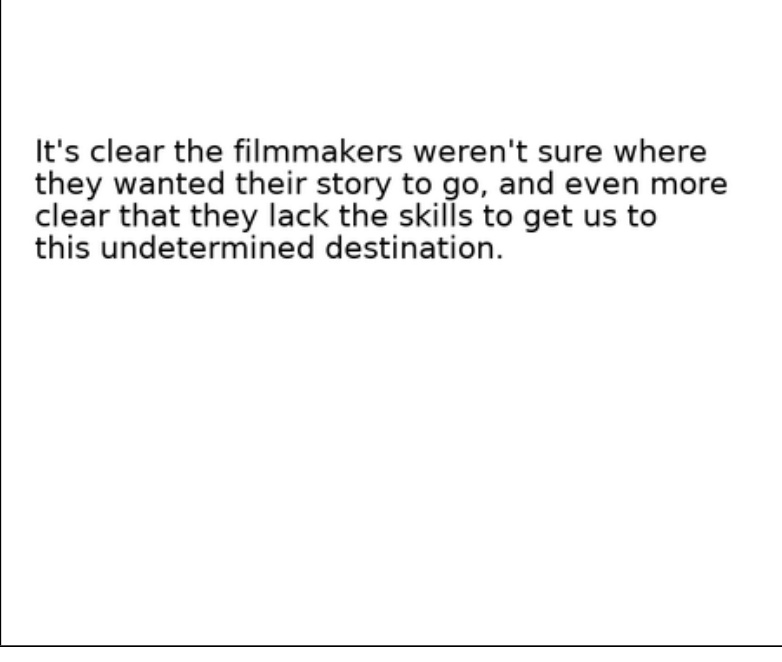 It's clear the filmmakers weren't sure where
they wanted their story to go, and even more
clear that they lack the skills to get us to
this undetermined destination.